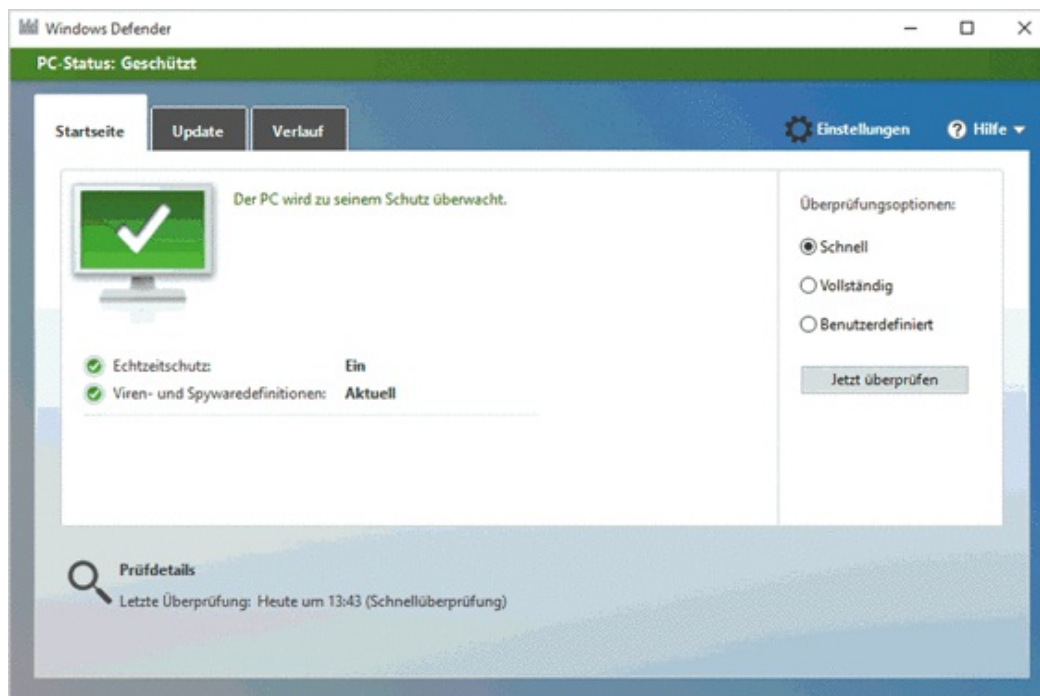 Windows Defender
PC-Status: Geschützt
Startseite Update Verlauf Einstellungen Hilfe
Der PC wird zu seinem Schutz überwacht.
Überprüfungsoptionen:
Schnell
Vollständig
Benutzerdefiniert
Jetzt überprüfen
Echtzeitschutz: Ein
Viren- und Spywaredefinitionen: Aktuell
Prüfdetails
Letzte Überprüfung: Heute um 13:43 (Schnellüberprüfung)